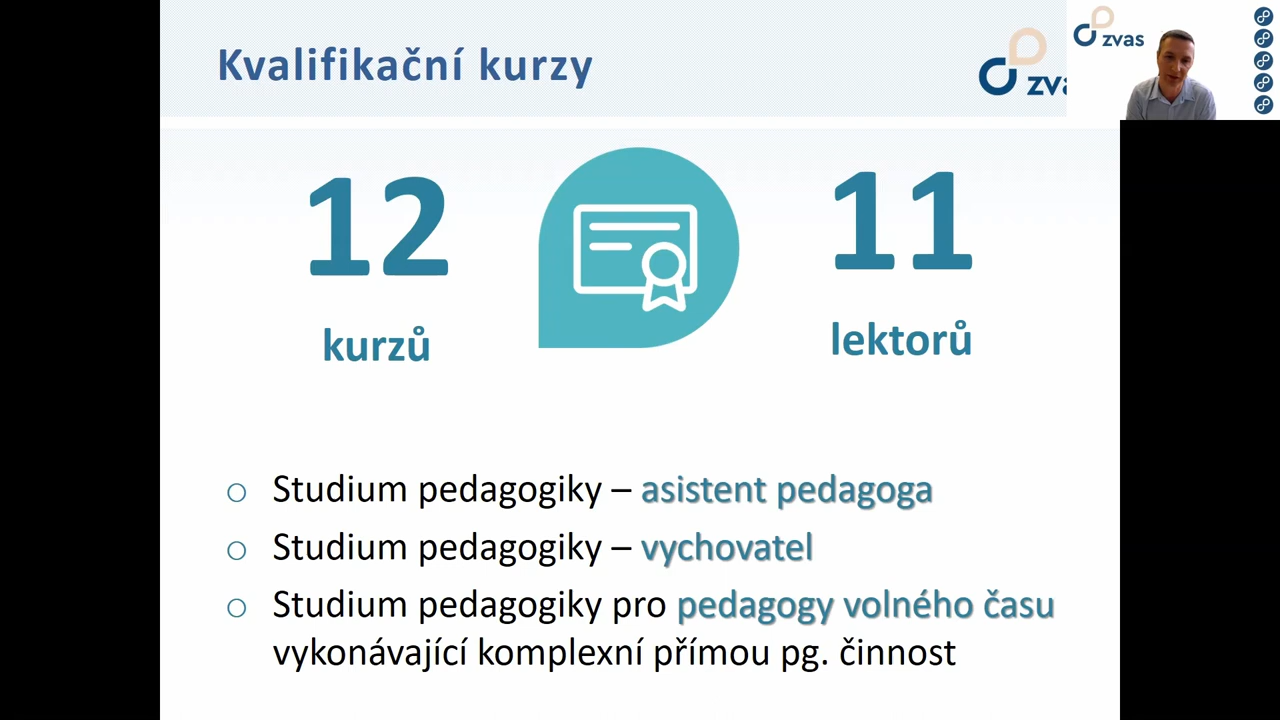 Kvalifikační kurzy
zvas
12
11
kurzů
lektorů
Studium pedagogiky – asistent pedagoga
Studium pedagogiky – vychovatel
Studium pedagogiky pro pedagogy volného času
vykonávající komplexní přímou pg. činnost